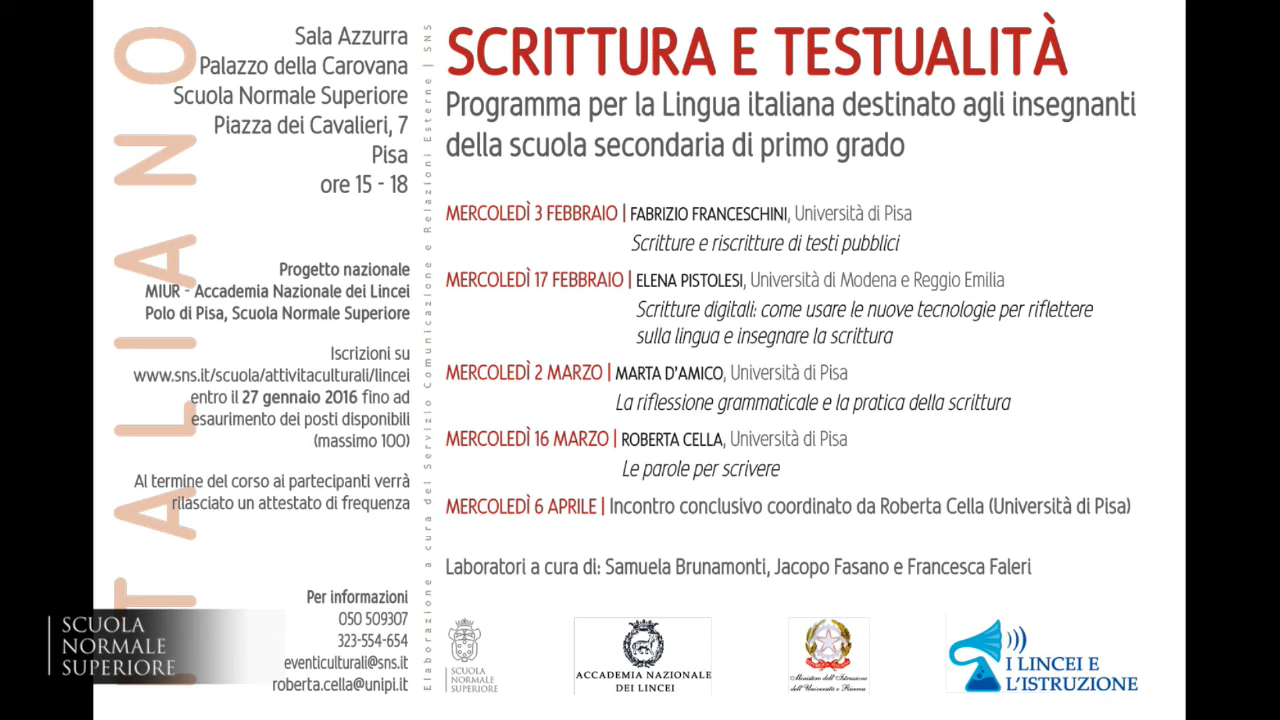 Sala Azzurra
Palazzo della Carovana
Scuola Normale Superiore
Piazza dei Cavalieri, 7
Pisa
ore 15 - 18
Progetto nazionale
MIUR - Accademia Nazionale dei Lincei
Polo di Pisa, Scuola Normale Superiore
Iscrizioni su
www.sns.it/scuola/attivitaculturali/lincei
entro il 27 gennaio 2016 fino ad
esaurimento dei posti disponibili
(massimo 100)
Al termine del corso ai partecipanti verrà
rilasciato un attestato di frequenza
Per informazioni
050 509307
323-554-654
eventiculturali@sns.it
roberta.cella@unipi.it
ITALIANO
Elaborazione a cura del Servizio Comunicazione e Relazioni Esterne | SNS
SCRITTURA E TESTUALITÀ
Programma per la Lingua italiana destinato agli insegnanti
della scuola secondaria di primo grado
MERCOLEDÌ 3 FEBBRAIO | FABRIZIO FRANCESCHINI, Università di Pisa
Scritture e riscritture di testi pubblici
MERCOLEDÌ 17 FEBBRAIO | ELENA PISTOLESI, Università di Modena e Reggio Emilia
Scritture digitali: come usare le nuove tecnologie per riflettere
sulla lingua e insegnare la scrittura
MERCOLEDÌ 2 MARZO | MARTA D'AMICO, Università di Pisa
La riflessione grammaticale e la pratica della scrittura
MERCOLEDÌ 16 MARZO | ROBERTA CELLA, Università di Pisa
Le parole per scrivere
MERCOLEDÌ 6 APRILE | Incontro conclusivo coordinato da Roberta Cella (Università di Pisa)
Laboratori a cura di: Samuela Brunamonti, Jacopo Fasano e Francesca Faleri
SCUOLA
NORMALE
SUPERIORE
ACCADEMIA NAZIONALE
DEI LINCEI
Ministero dell'Istruzione
dell'Università e Ricerca
I LINCEI E
L'ISTRUZIONE
SCUOLA
NORMALE
SUPERIORE